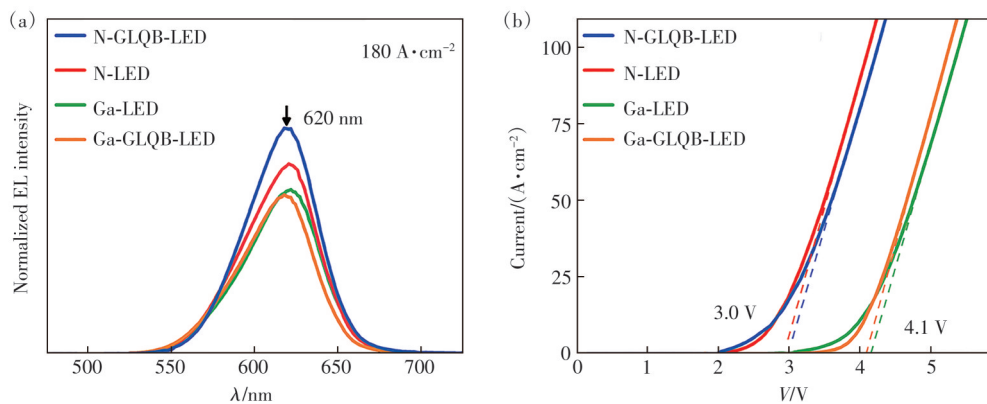 (a)
N-GLQB-LED
N-LED
Ga-LED
Ga-GLQB-LED
180 A·cm⁻²
620 nm
Normalized EL intensity
500 550 600 650 700
λ/nm
(b)
N-GLQB-LED
N-LED
Ga-LED
Ga-GLQB-LED
100
75
50
25
0
Current/(A·cm⁻²)
3.0 V
4.1 V
0 1 2 3 4 5
V/V